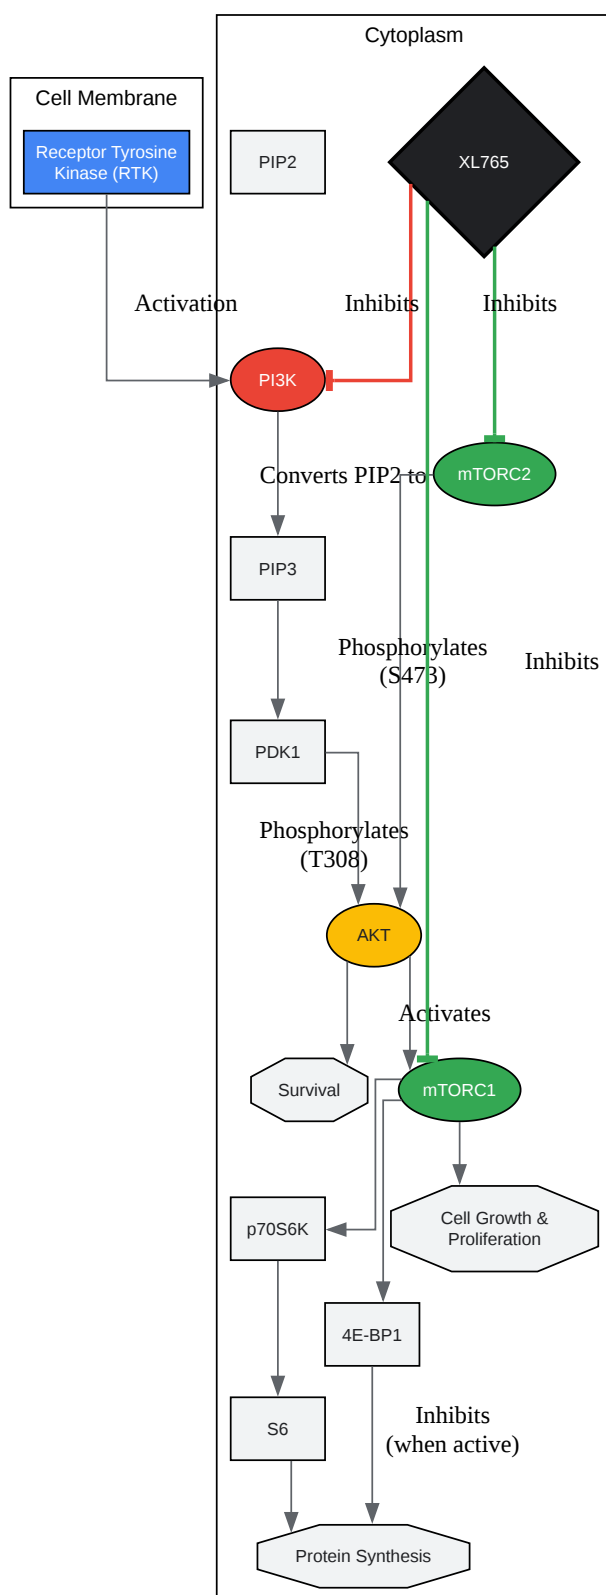 Cytoplasm
Cell Membrane
Receptor Tyrosine
Kinase (RTK)
PIP2
XL765
Activation
Inhibits
Inhibits
PI3K
Converts PIP2 to
mTORC2
PIP3
Phosphorylates
(S473)
Inhibits
PDK1
Phosphorylates
(T308)
AKT
Activates
Survival
mTORC1
p70S6K
Cell Growth &
Proliferation
4E-BP1
S6
Inhibits
(when active)
Protein Synthesis